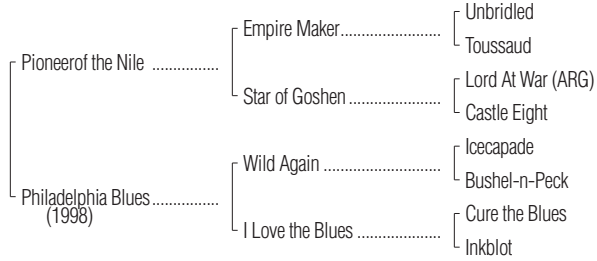 Unbridled
Empire Maker....................
Toussaud
Pioneerof the Nile ................
Lord At War (ARG)
Star of Goshen ......................
Castle Eight
Icecapade
Wild Again ............................
Bushel-n-Peck
Philadelphia Blues................
(1998)
Cure the Blues
I Love the Blues ....................
Inkblot